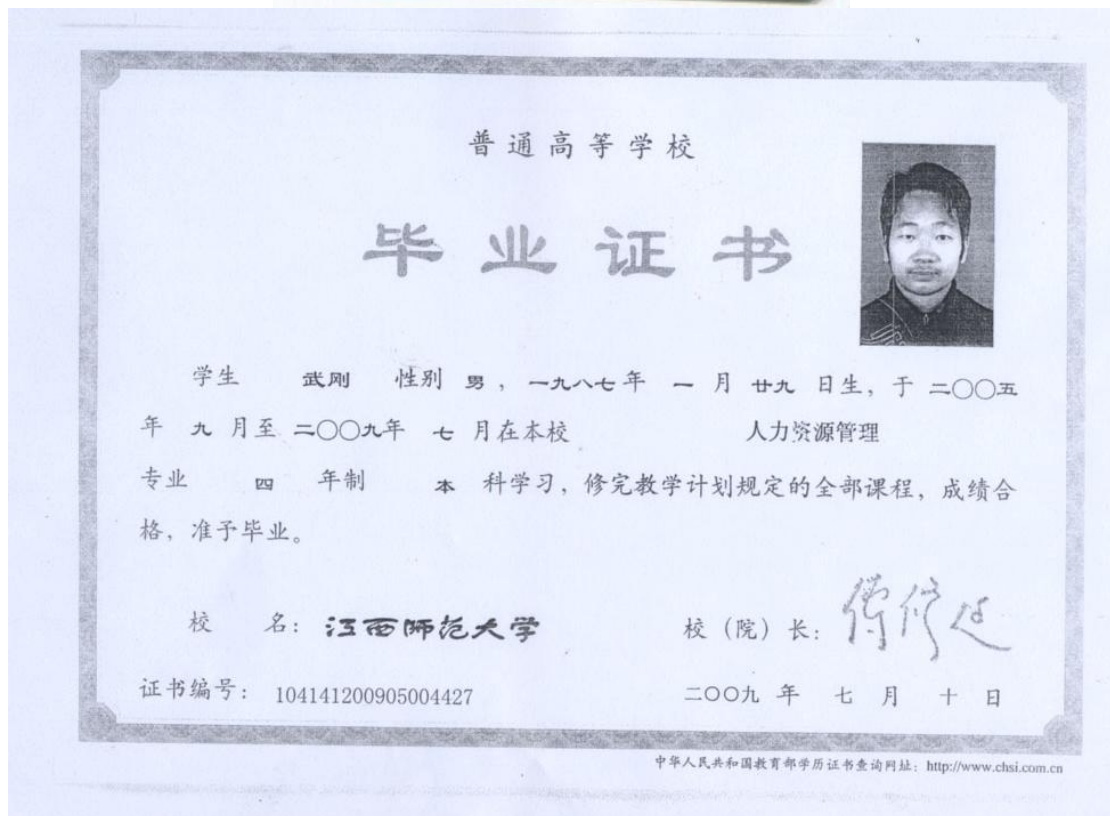 普通高等学校
毕业证书
学生 武刚 性别 男，一九八七年 一 月 廿九 日生，于 二〇〇五
年 九 月至 二〇〇九年 七 月在本校 人力资源管理
专业 四 年制 本 科学习，修完教学计划规定的全部课程，成绩合
格，准予毕业。
校 名：江西师范大学 校（院）长：
证书编号：104141200905004427 二〇〇九 年 七 月 十 日
中华人民共和国教育部学历证书查询网址：http://www.chsi.com.cn